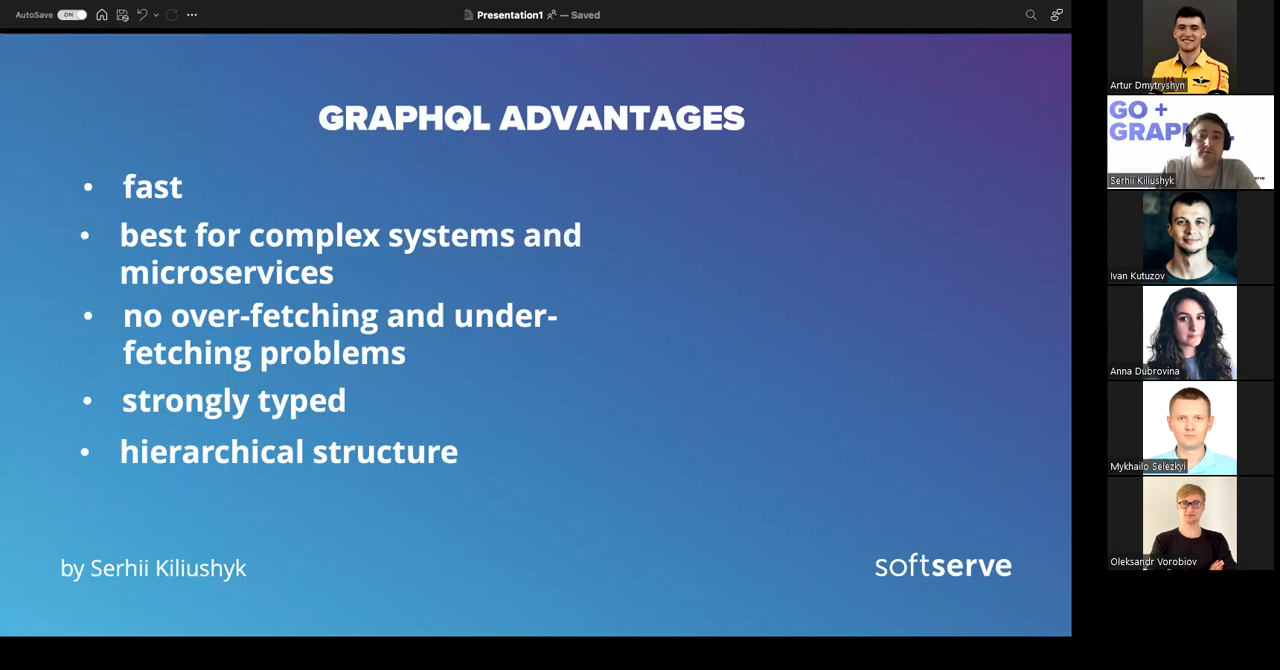 AutoSave ON
Presentation1 — Saved
GRAPHQL ADVANTAGES
• fast
• best for complex systems and
microservices
• no over-fetching and under-
fetching problems
• strongly typed
• hierarchical structure
by Serhii Kiliushyk
softserve
Artur Dmytryshyn
GO +
Serhii Kiliushyk
Ivan Kutuzov
Anna Dubrovina
Mykhailo Selezkyi
Oleksandr Vorobiov